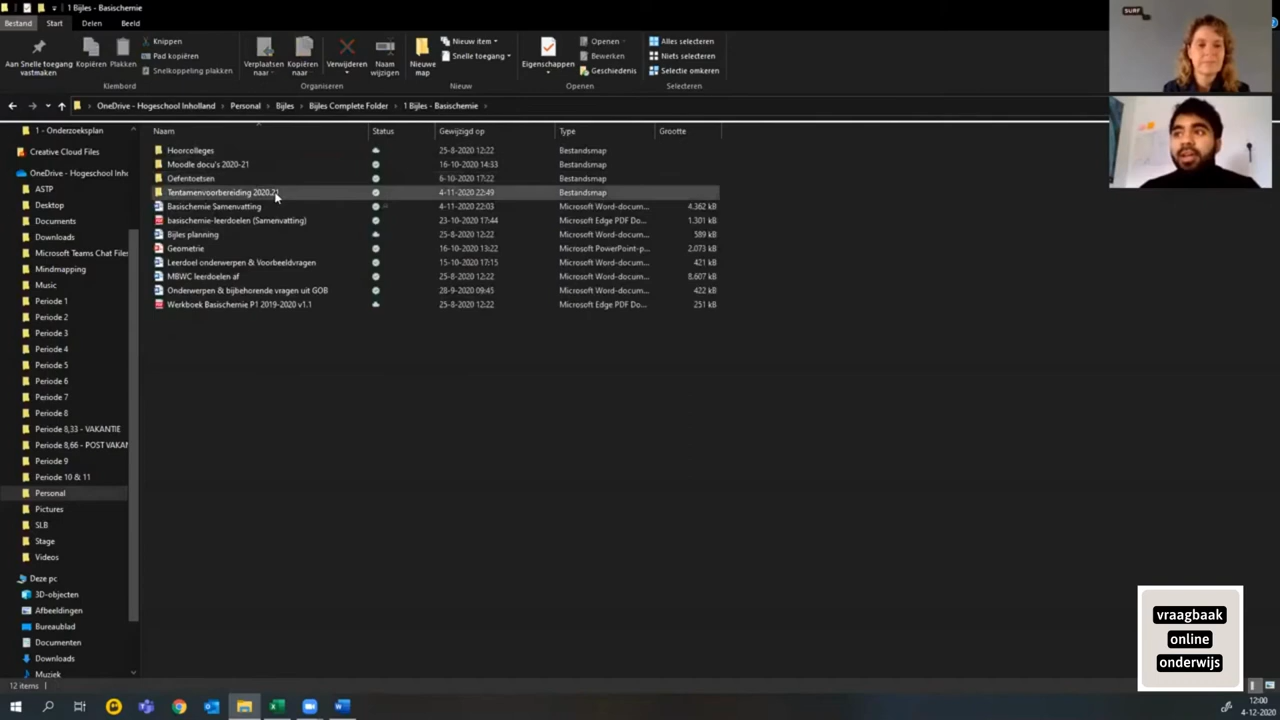 1 Bijles - Basischemie
Bestand Start Delen Beeld
Aan Snelle toegang vastmaken
Kopiëren
Plakken
Knippen
Pad kopiëren
Snelkoppeling plakken
Klembord
Verplaatsen naar
Kopiëren naar
Verwijderen
Naam wijzigen
Organiseren
Nieuwe map
Nieuw item
Snelle toegang
Nieuw
Eigenschappen
Openen
Bewerken
Geschiedenis
Openen
Alles selecteren
Niets selecteren
Selectie omkeren
Selecteren
SURF
OneDrive - Hogeschool Inholland > Personal > Bijles > Bijles Complete Folder > 1 Bijles - Basischemie >
1 - Onderzoeksplan
Creative Cloud Files
OneDrive - Hogeschool Inho
ASTP
Desktop
Documents
Downloads
Microsoft Teams Chat Files
Mindmapping
Music
Periode 1
Periode 2
Periode 3
Periode 4
Periode 5
Periode 6
Periode 7
Periode 8
Periode 8,33 - VAKANTIE
Periode 8,66 - POST VAKAN
Periode 9
Periode 10 & 11
Personal
Pictures
SLB
Stage
Videos
Deze pc
3D-objecten
Afbeeldingen
Bureaublad
Documenten
Downloads
Muziek
Naam Status Gewijzigd op Type Grootte
Hoorcolleges 25-8-2020 12:22 Bestandsmap
Moodle docu's 2020-21 16-10-2020 14:33 Bestandsmap
Oefentoetsen 6-10-2020 17:22 Bestandsmap
Tentamenvoorbereiding 2020-21 4-11-2020 22:49 Bestandsmap
Basischemie Samenvatting 4-11-2020 22:03 Microsoft Word-docum... 4.362 kB
basischemie-leerdoelen (Samenvatting) 23-10-2020 17:44 Microsoft Edge PDF Do... 1.301 kB
Bijles planning 25-8-2020 12:22 Microsoft Word-docum... 589 kB
Geometrie 16-10-2020 13:22 Microsoft PowerPoint-p... 2.073 kB
Leerdoel onderwerpen & Voorbeeldvragen 15-10-2020 17:15 Microsoft Word-docum... 421 kB
MBWC leerdoelen af 25-8-2020 12:22 Microsoft Word-docum... 8.607 kB
Onderwerpen & bijbehorende vragen uit GOB 28-9-2020 09:45 Microsoft Word-docum... 422 kB
Werkboek Basischemie P1 2019-2020 v1.1 25-8-2020 12:22 Microsoft Edge PDF Do... 251 kB
vraagbaak
online
onderwijs
12 items
12:00
4-12-2020